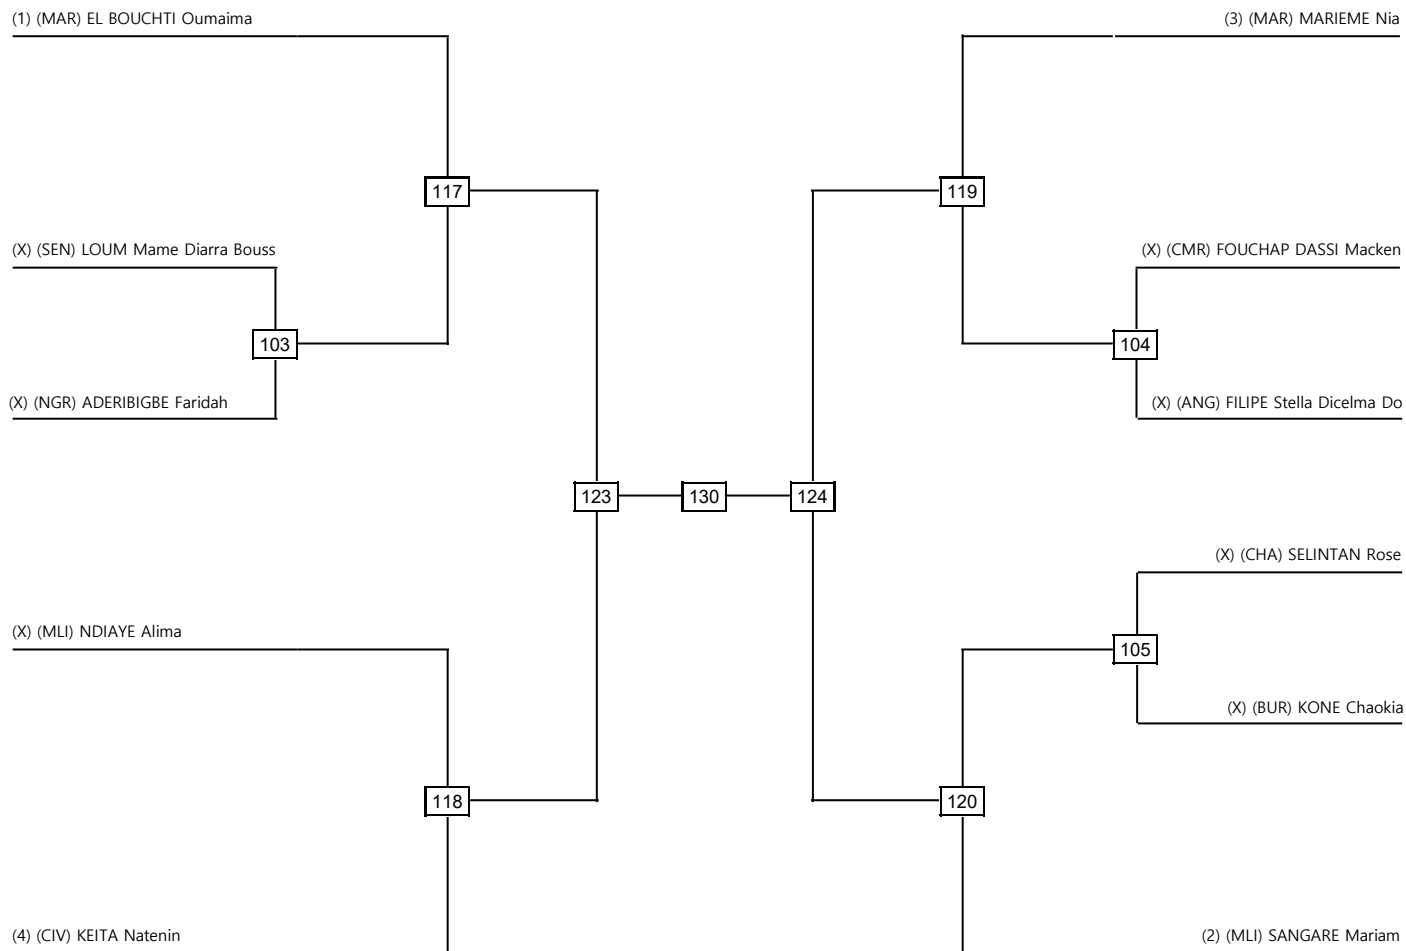 (1) (MAR) EL BOUCHTI Oumaima
(3) (MAR) MARIEME Nia
117
119
(X) (SEN) LOUM Mame Diarra Bouss
(X) (CMR) FOUCHAP DASSI Macken
103
104
(X) (NGR) ADERIBIGBE Faridah
(X) (ANG) FILIPE Stella Dicelma Do
123
130
124
(X) (CHA) SELINTAN Rose
(X) (MLI) NDIAYE Alima
105
(X) (BUR) KONE Chaokia
118
120
(4) (CIV) KEITA Natenin
(2) (MLI) SANGARE Mariam